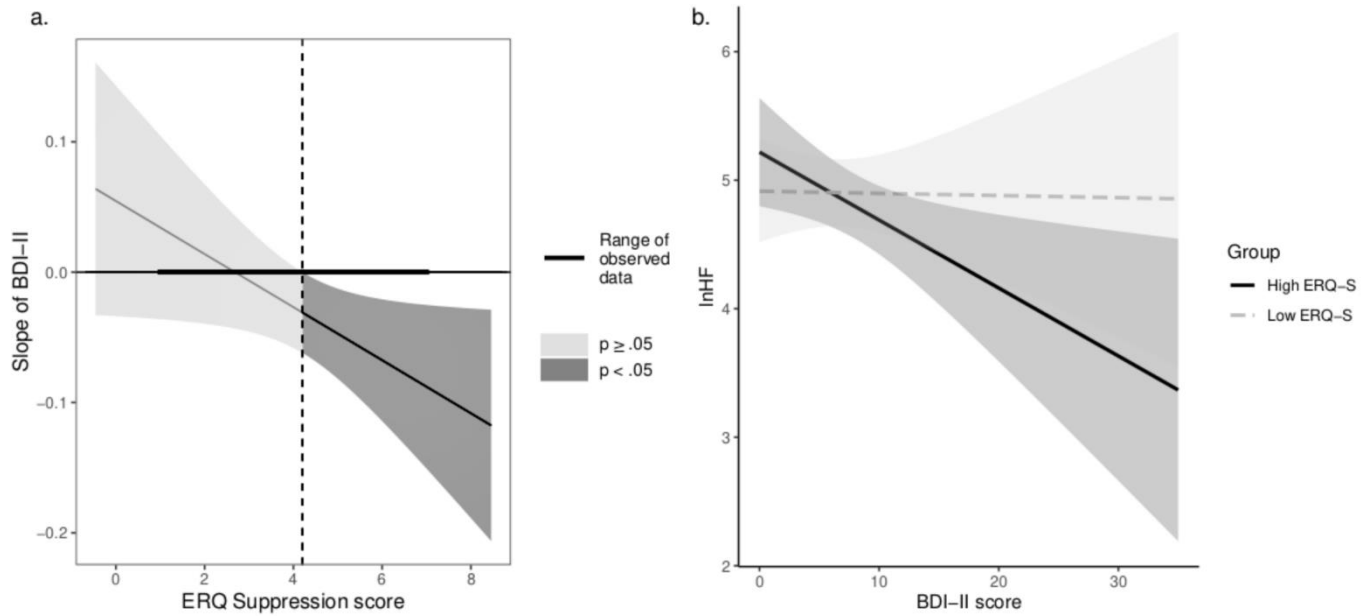 a.
Slope of BDI-II
0.1
0.0
-0.1
-0.2
0
2
4
6
8
ERQ Suppression score
Range of
observed
data
p ≥ .05
p < .05
b.
lnHF
6
5
4
3
2
0
10
20
30
BDI-II score
Group
High ERQ-S
Low ERQ-S